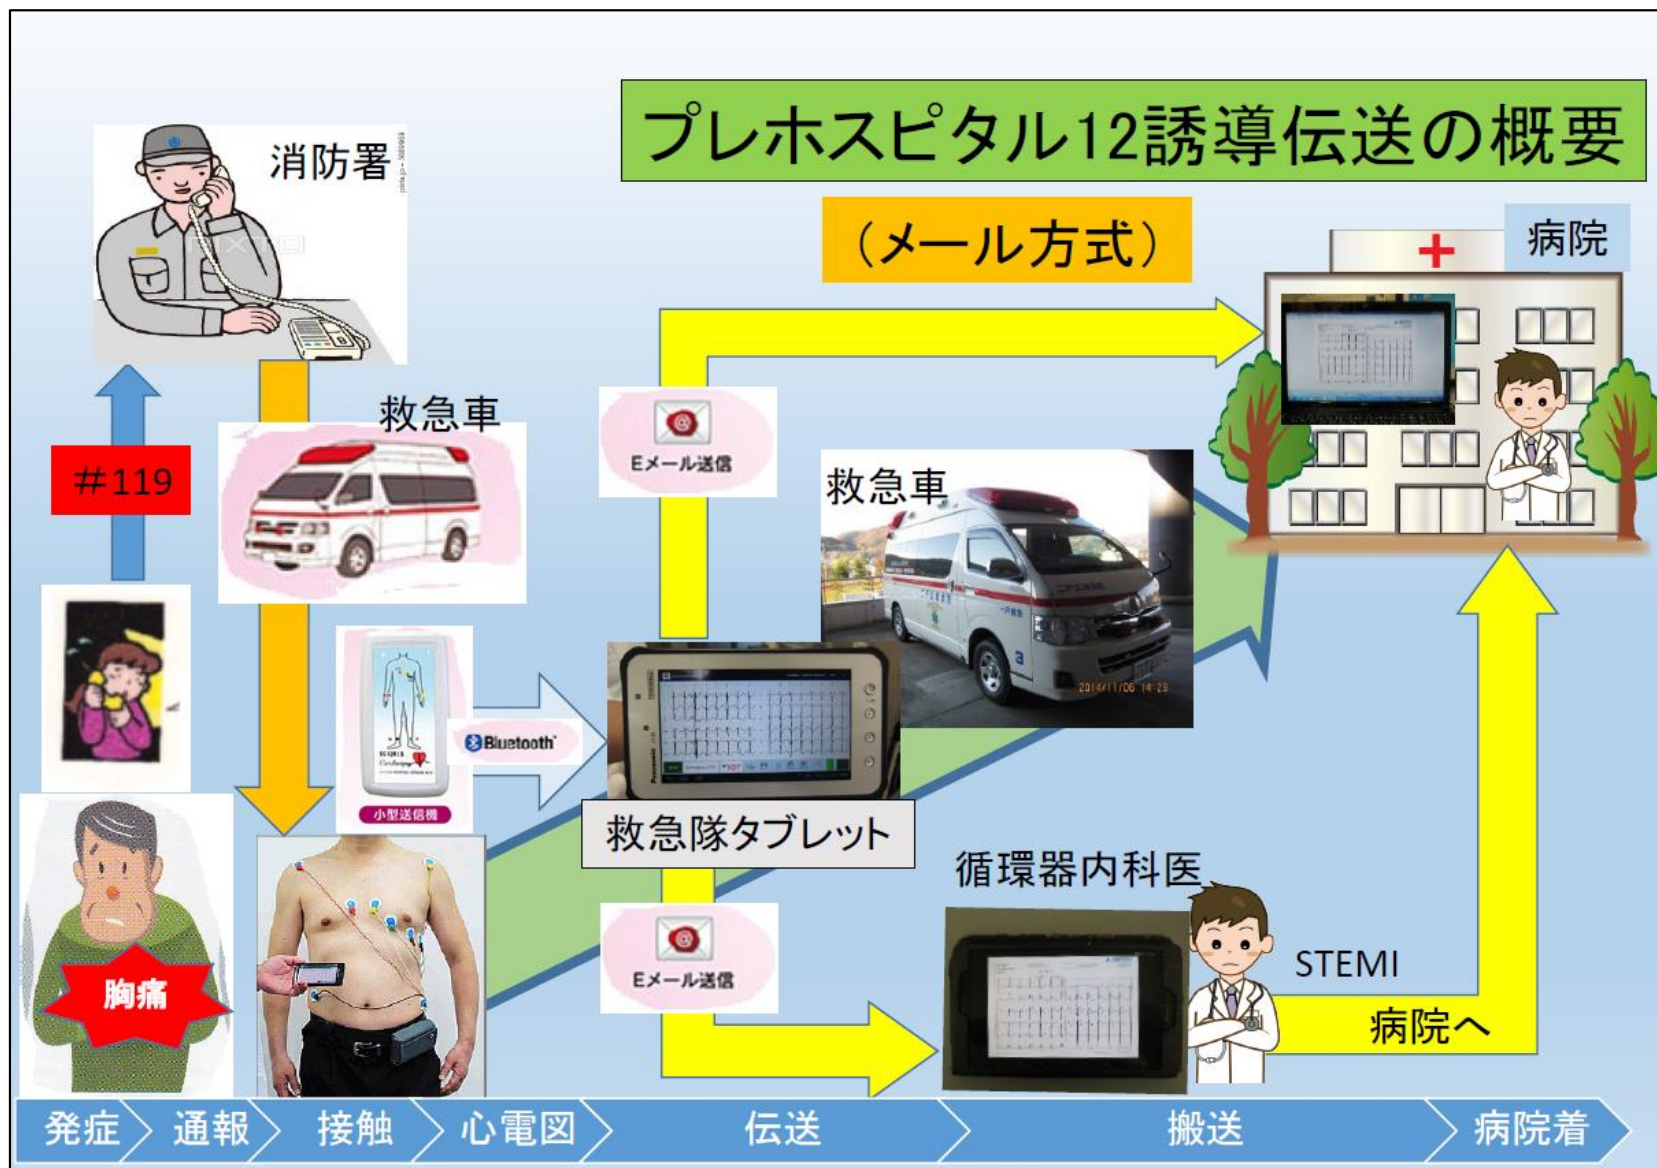 プレホスピタル12誘導伝送の概要
（メール方式）
消防署
病院
救急車
#119
Eメール送信
救急車
2014/11/06 14:29
Bluetooth
小型送信機
Panasonic
救急隊タブレット
循環器内科医
Eメール送信
STEMI
病院へ
胸痛
発症
通報
接触
心電図
伝送
搬送
病院着